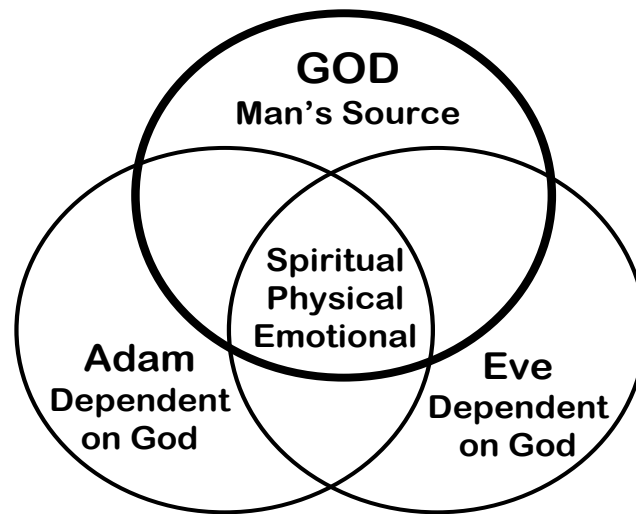 GOD
Man's Source
Spiritual
Physical
Emotional
Adam
Dependent
on God
Eve
Dependent
on God